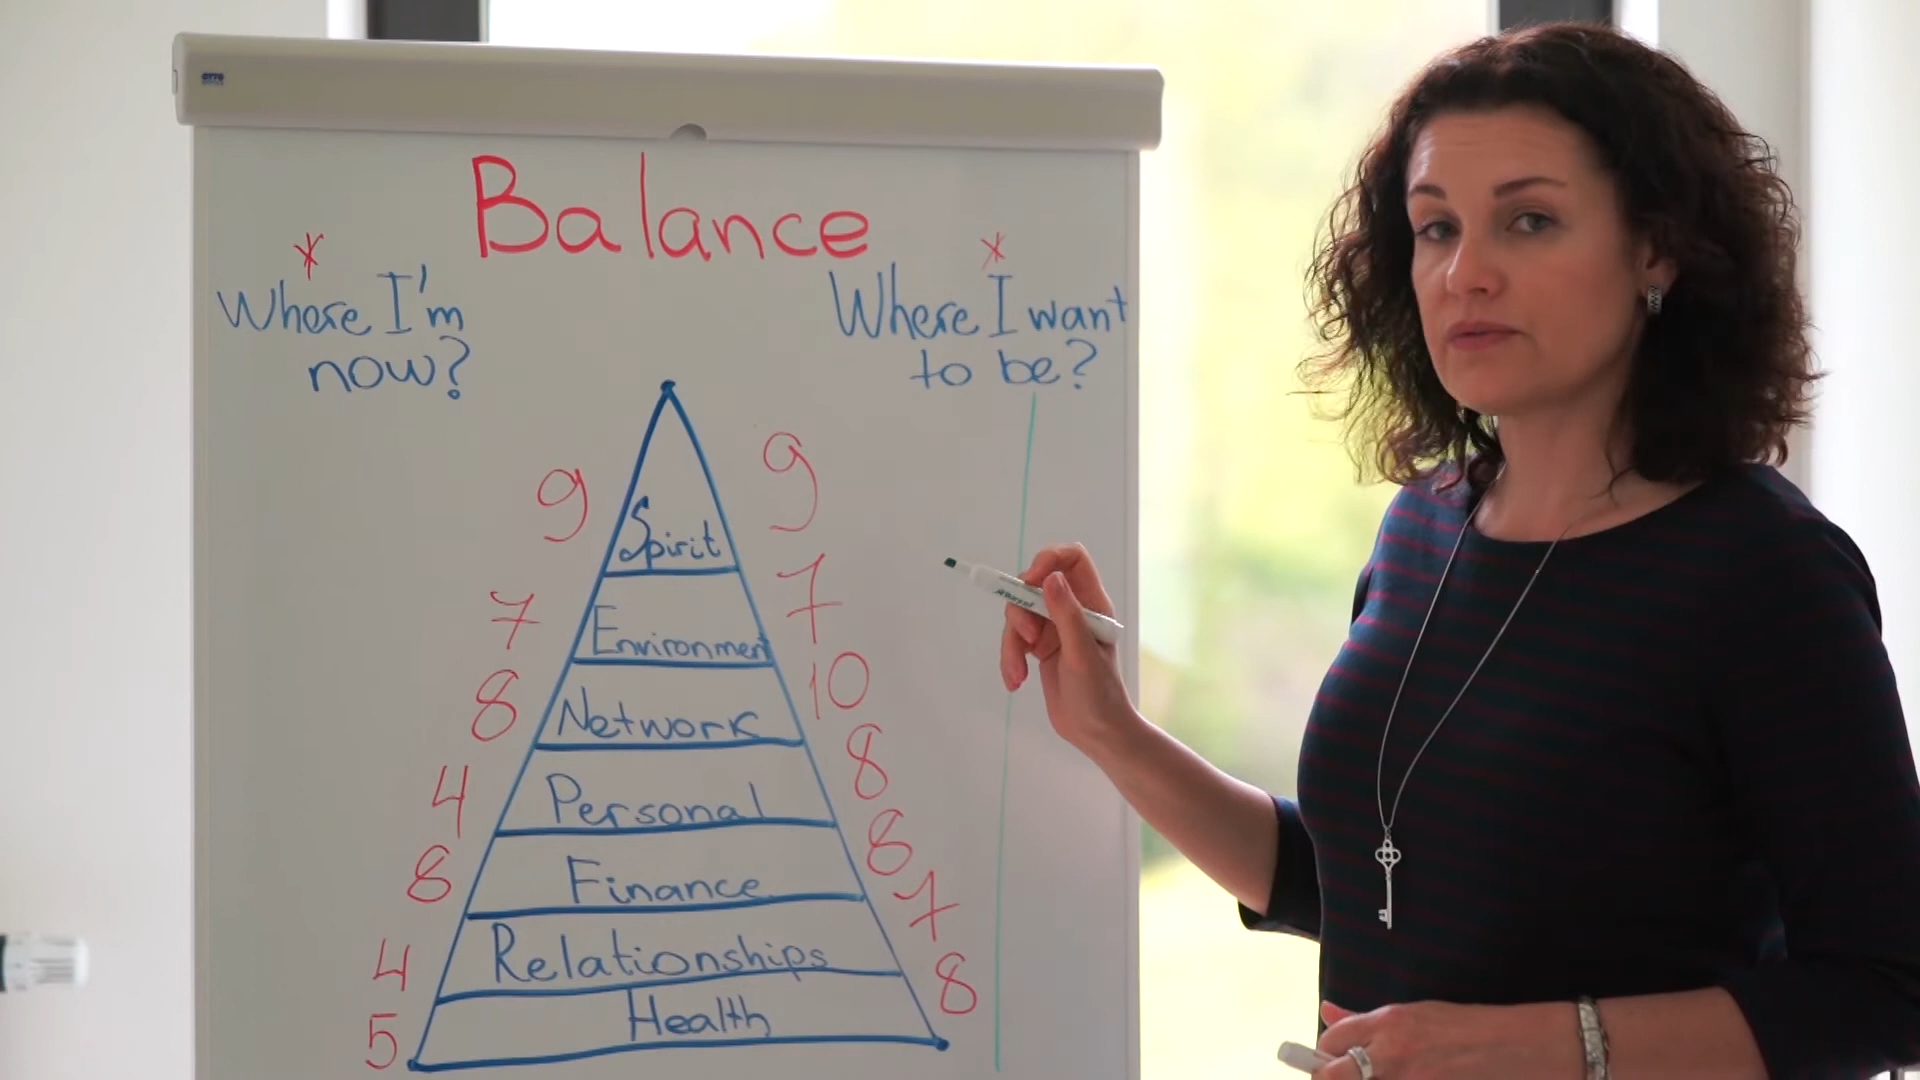 OTTO
Balance
* *
Where I'm
now?
Where I want
to be?
9 Spirit 9
7 Environment 7
8 Network 10
4 Personal 8
8 Finance 8
4 Relationships 7
5 Health 8